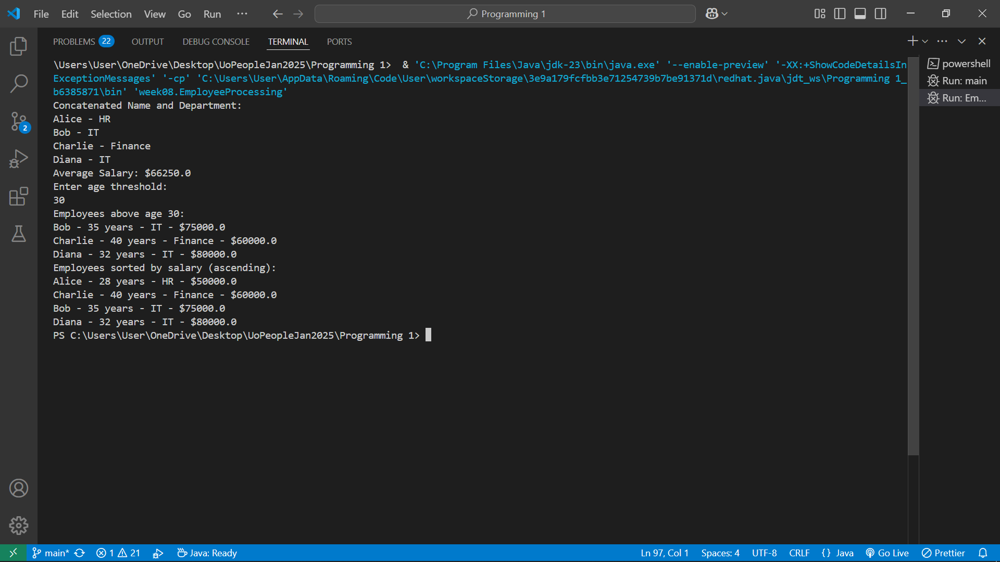 File Edit Selection View Go Run ··· Programming 1
PROBLEMS 22 OUTPUT DEBUG CONSOLE TERMINAL PORTS
\Users\User\OneDrive\Desktop\UoPeopleJan2025\Programming 1>  & 'C:\Program Files\Java\jdk-23\bin\java.exe' '--enable-preview' '-XX:+ShowCodeDetailsIn
ExceptionMessages' '-cp' 'C:\Users\User\AppData\Roaming\Code\User\workspaceStorage\3e9a179fcfbb3e71254739b7be91371d\redhat.java\jdt_ws\Programming 1_
b6385871\bin' 'week08.EmployeeProcessing'
Concatenated Name and Department:
Alice - HR
Bob - IT
Charlie - Finance
Diana - IT
Average Salary: $66250.0
Enter age threshold:
30
Employees above age 30:
Bob - 35 years - IT - $75000.0
Charlie - 40 years - Finance - $60000.0
Diana - 32 years - IT - $80000.0
Employees sorted by salary (ascending):
Alice - 28 years - HR - $50000.0
Charlie - 40 years - Finance - $60000.0
Bob - 35 years - IT - $75000.0
Diana - 32 years - IT - $80000.0
PS C:\Users\User\OneDrive\Desktop\UoPeopleJan2025\Programming 1>
powershell
Run: main
Run: Em...
2
main* 1 21 Java: Ready Ln 97, Col 1 Spaces: 4 UTF-8 CRLF {} Java Go Live Prettier